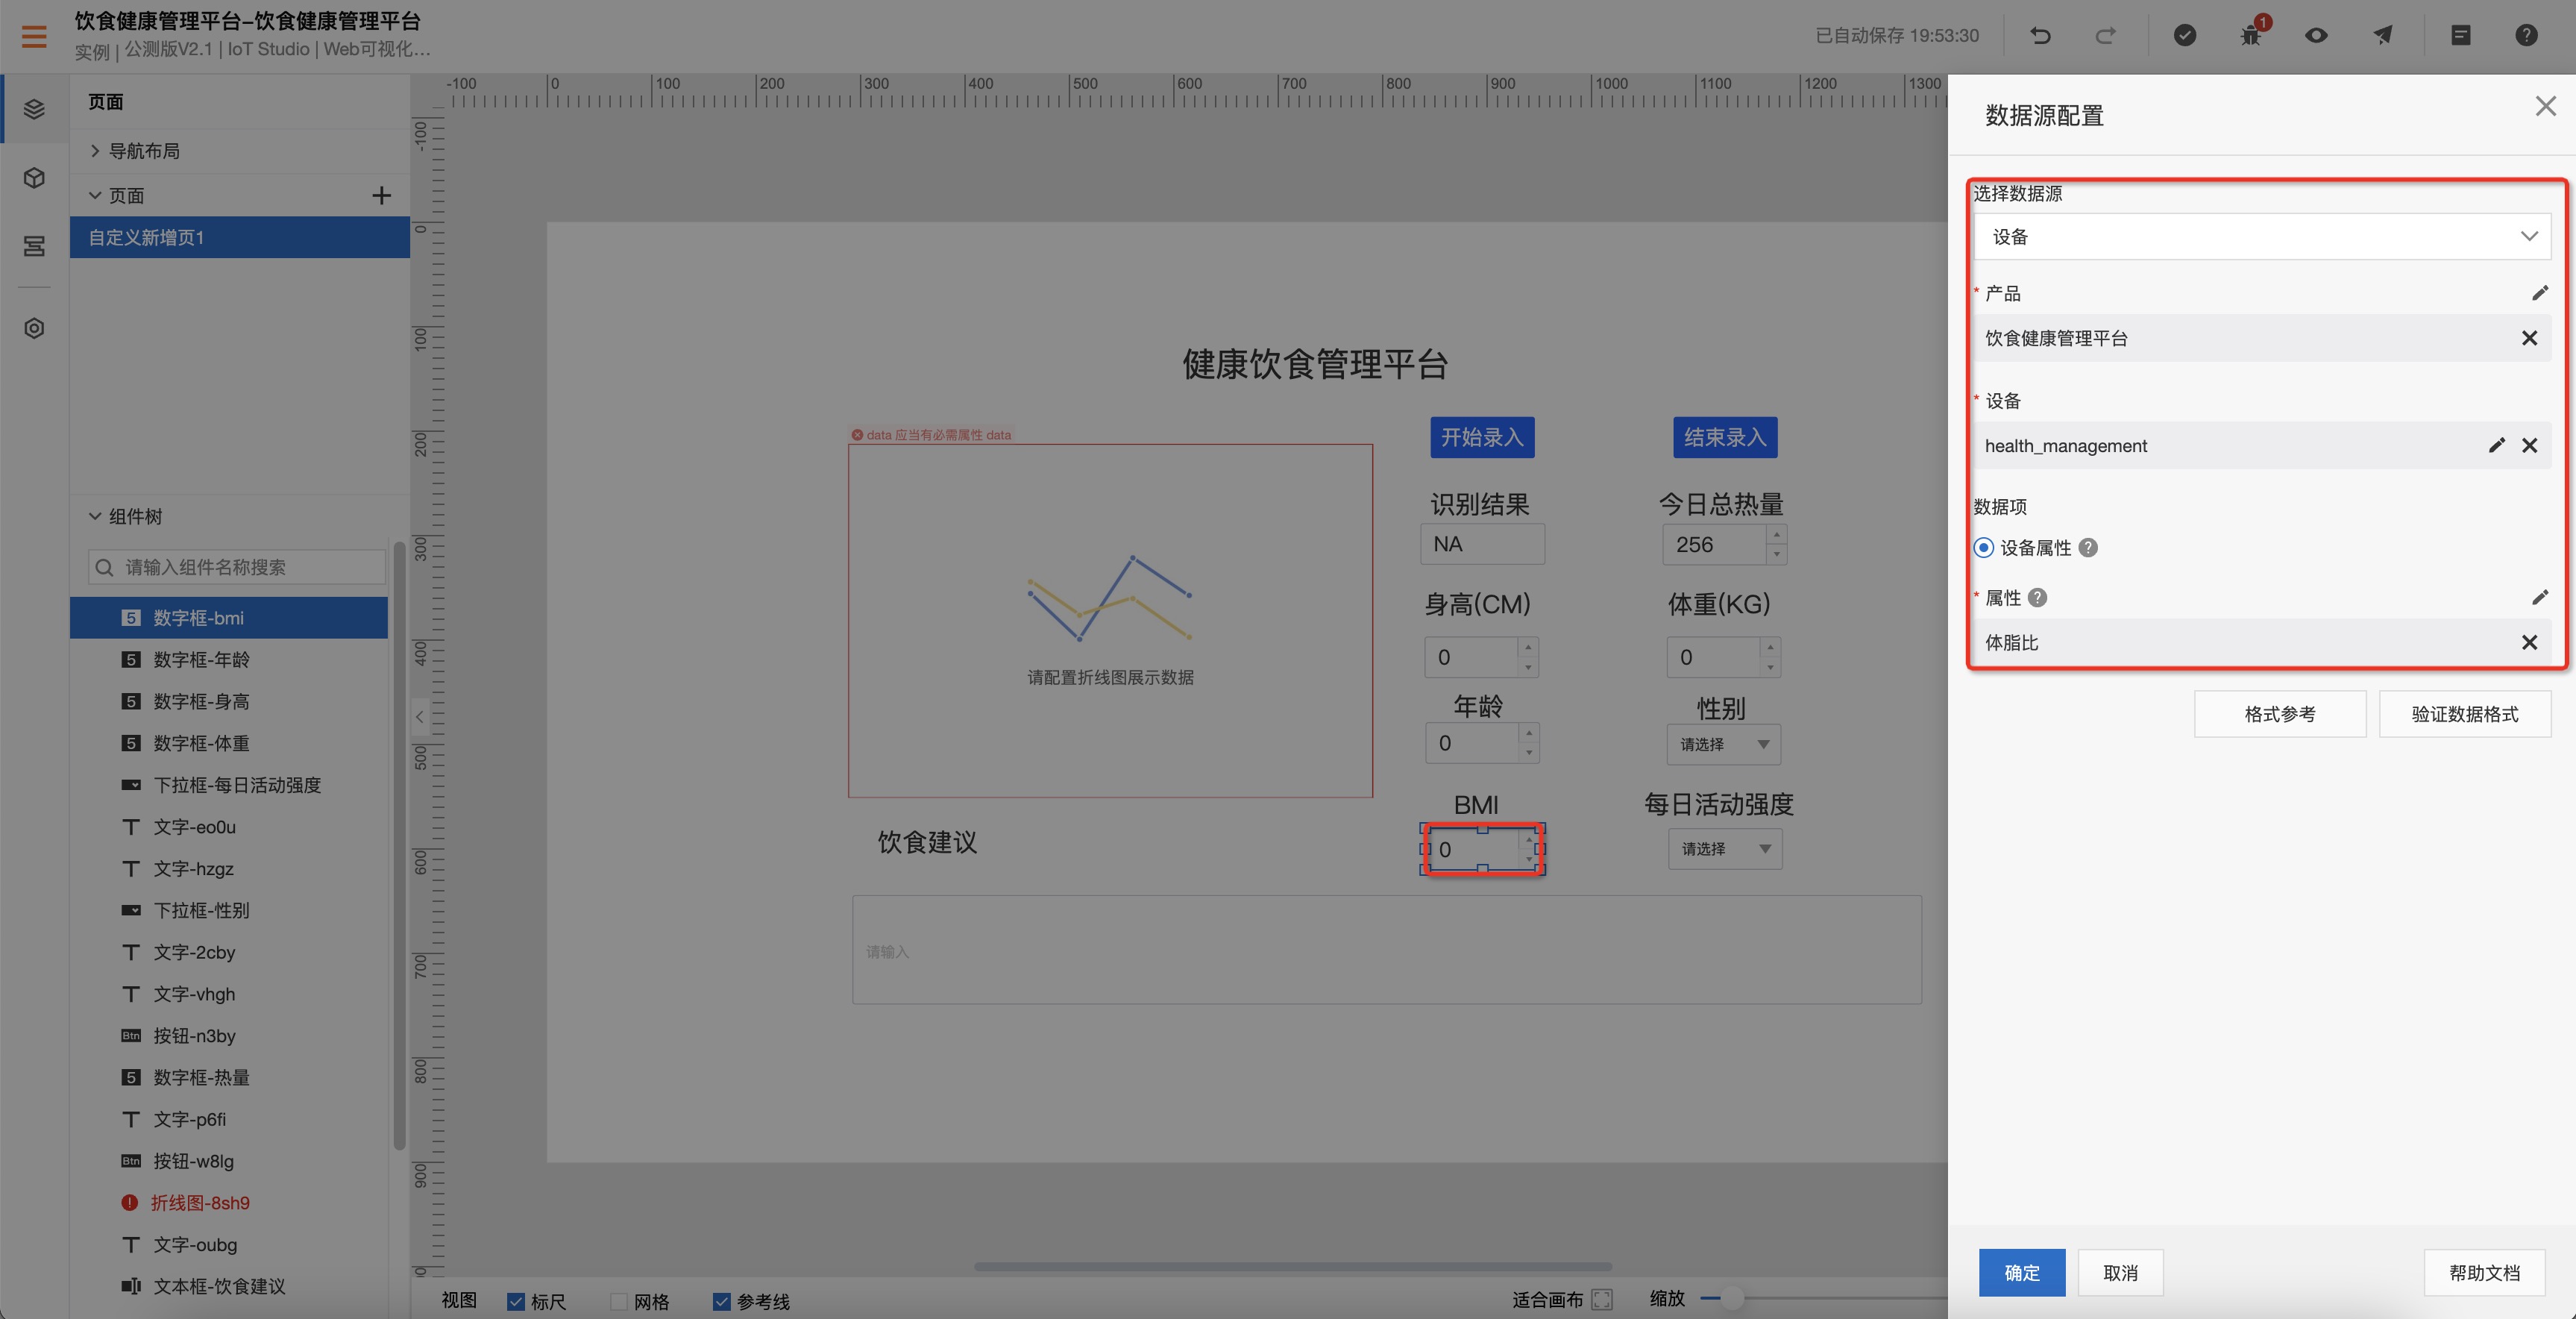 饮食健康管理平台-饮食健康管理平台
实例 | 公测版V2.1 | IoT Studio | Web可视化…
已自动保存 19:53:30
1
页面
导航布局
页面
自定义新增页1
组件树
请输入组件名称搜索
数字框-bmi
数字框-年龄
数字框-身高
数字框-体重
下拉框-每日活动强度
文字-eo0u
文字-hzgz
下拉框-性别
文字-2cby
文字-vhgh
按钮-n3by
数字框-热量
文字-p6fi
按钮-w8lg
折线图-8sh9
文字-oubg
文本框-饮食建议
-100 0 100 200 300 400 500 600 700 800 900 1000 1100 1200 1300
-100
0
100
200
300
400
500
600
700
800
900
健康饮食管理平台
data 应当有必需属性 data
请配置折线图展示数据
开始录入
结束录入
识别结果
今日总热量
NA
256
身高(CM)
体重(KG)
0
0
年龄
性别
0
请选择
BMI
每日活动强度
0
请选择
饮食建议
请输入
视图
标尺
网格
参考线
适合画布
缩放
数据源配置
选择数据源
设备
* 产品
饮食健康管理平台
* 设备
health_management
数据项
设备属性
* 属性
体脂比
格式参考
验证数据格式
确定
取消
帮助文档